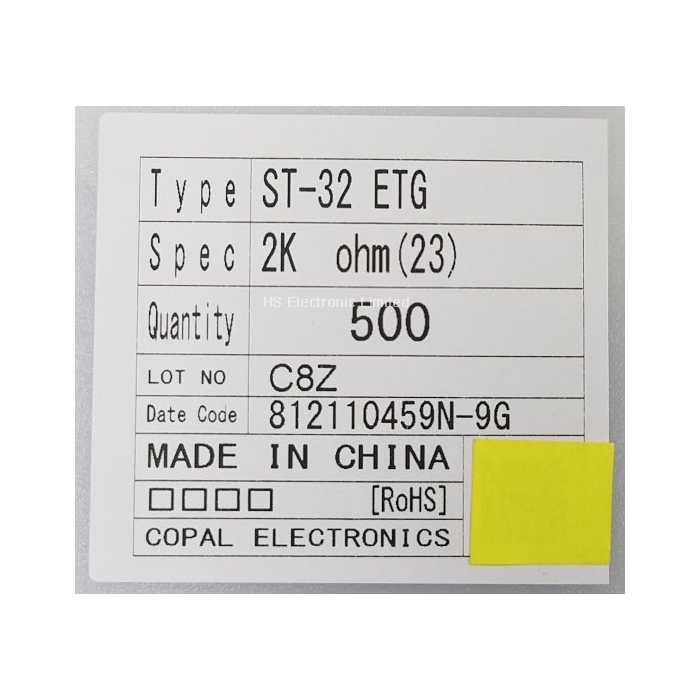 Type ST-32 ETG
Spec 2K ohm(23)
HS Electronic Limited
Quantity 500
LOT NO C8Z
Date Code 812110459N-9G
MADE IN CHINA
□□□□ [RoHS]
COPAL ELECTRONICS